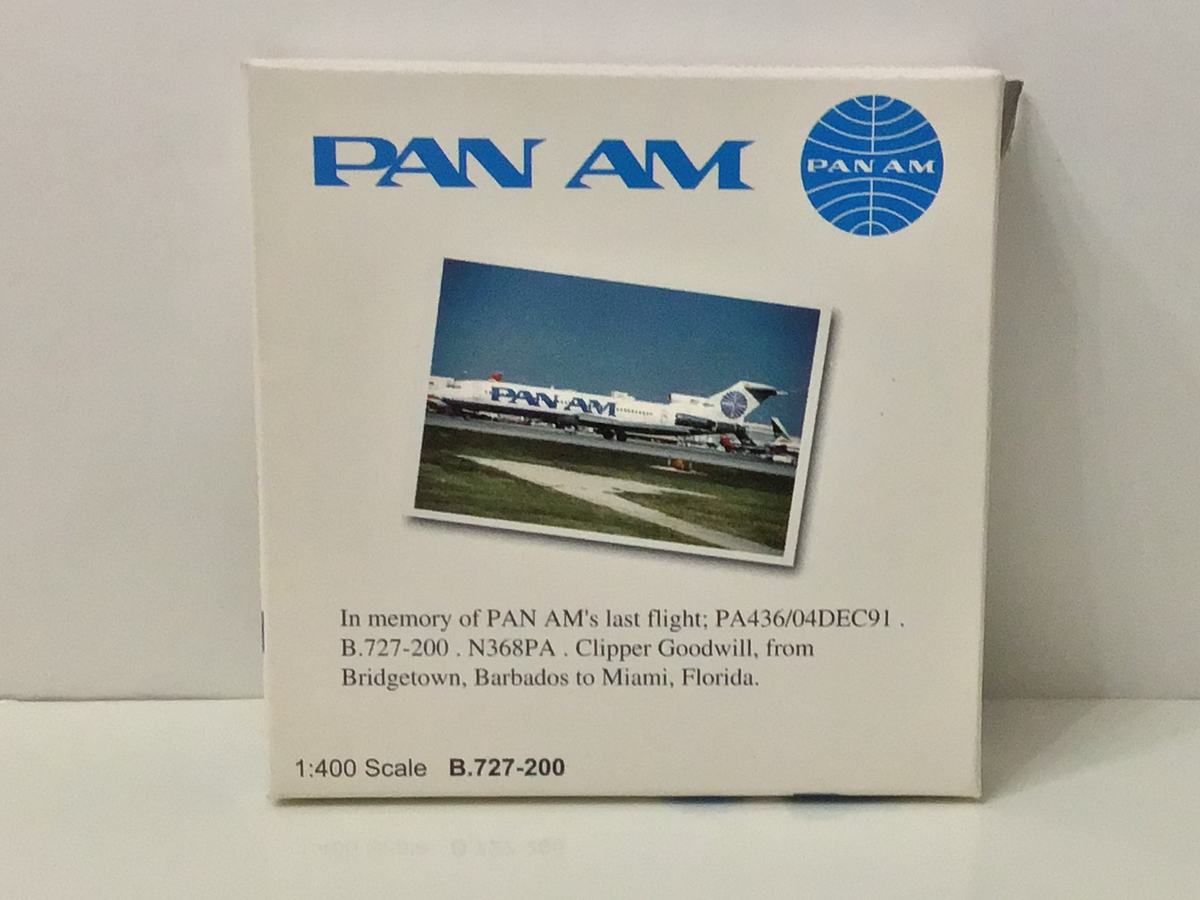 PAN AM
PAN AM
PAN AM
In memory of PAN AM's last flight; PA436/04DEC91 .
B.727-200 . N368PA . Clipper Goodwill, from
Bridgetown, Barbados to Miami, Florida.
1:400 Scale B.727-200